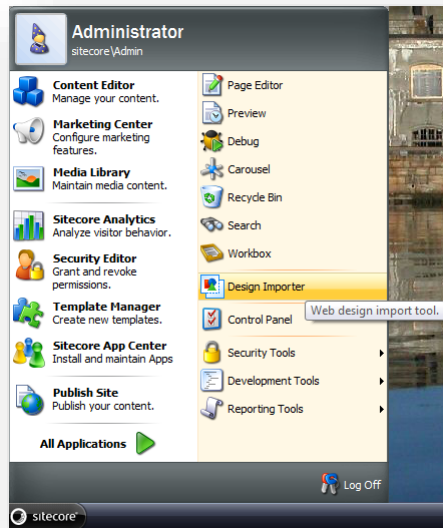 Administrator
sitecore\Admin
Content Editor
Manage your content.
Marketing Center
Configure marketing
features.
Media Library
Maintain media content.
Sitecore Analytics
Analyze visitor behavior.
Security Editor
Grant and revoke
permissions.
Template Manager
Create new templates.
Sitecore App Center
Install and maintain Apps
Publish Site
Publish your content.
All Applications
Page Editor
Preview
Debug
Carousel
Recycle Bin
Search
Workbox
Design Importer
Web design import tool.
Control Panel
Security Tools
Development Tools
Reporting Tools
Log Off
sitecore